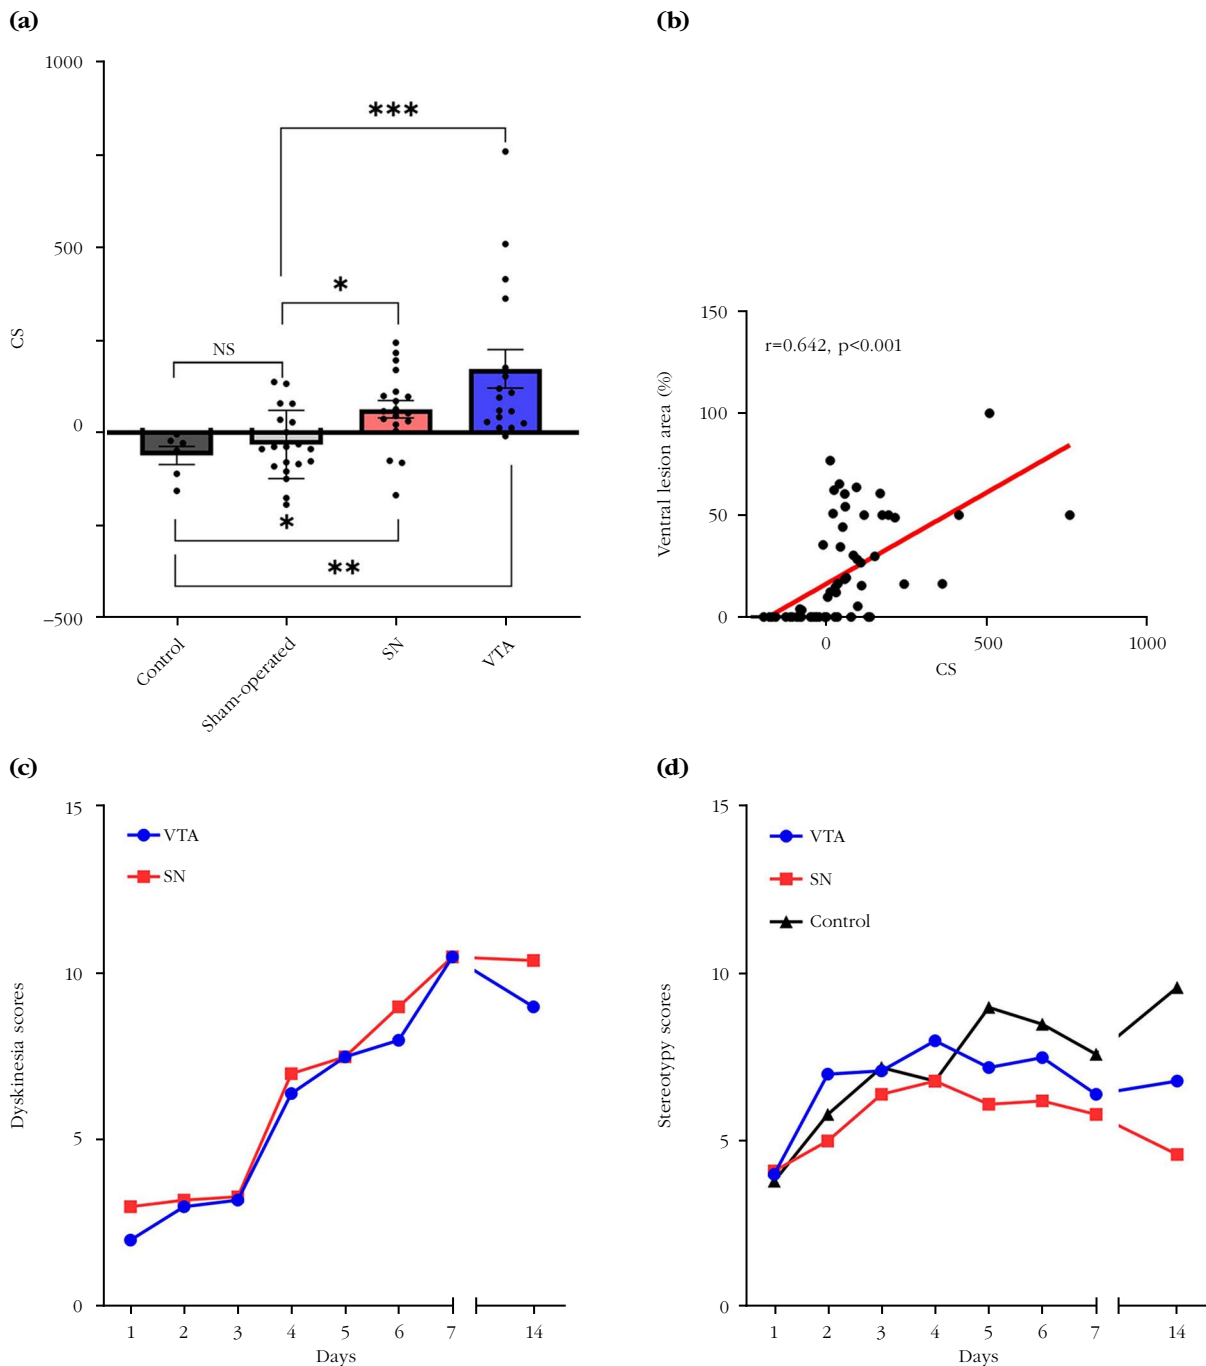 (a)
1000
500
0
−500
CS
***
*
NS
*
**
Control
Sham-operated
SN
VTA
(b)
150
100
50
0
Ventral lesion area (%)
r=0.642, p<0.001
0
500
1000
CS
(c)
15
10
5
0
Dyskinesia scores
VTA
SN
1
2
3
4
5
6
7
14
Days
(d)
15
10
5
0
Stereotypy scores
VTA
SN
Control
1
2
3
4
5
6
7
14
Days